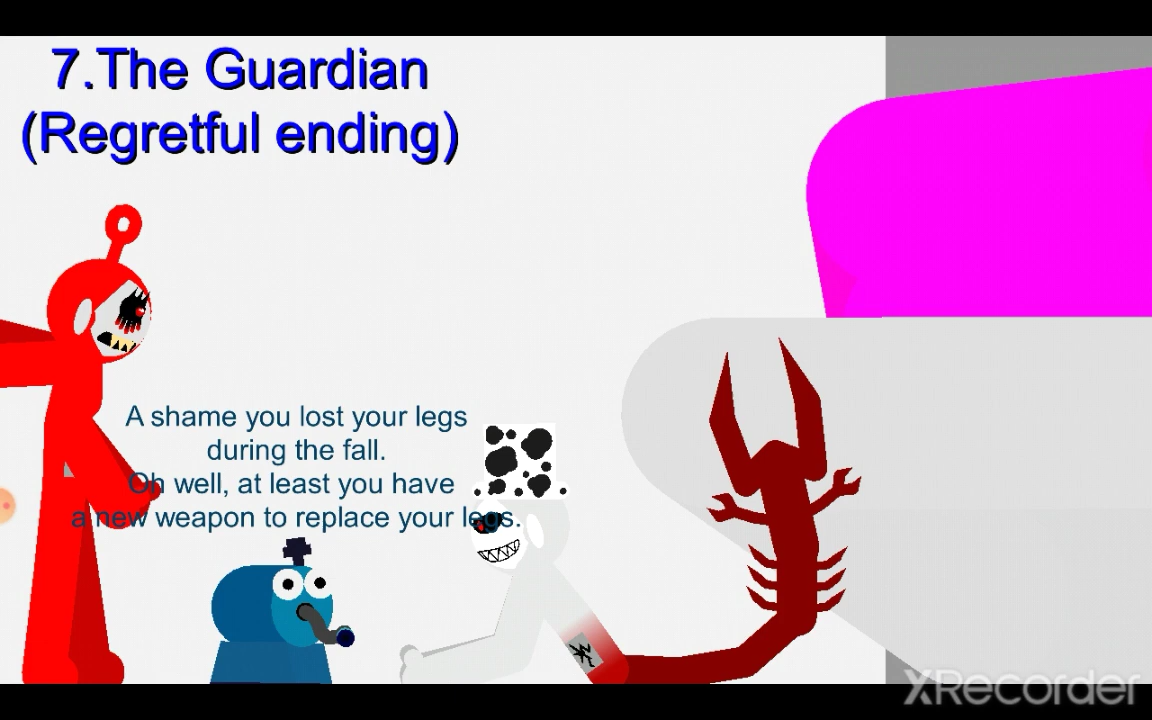 7.The Guardian
(Regretful ending)
A shame you lost your legs
during the fall.
Oh well, at least you have
a new weapon to replace your legs.
XRecorder